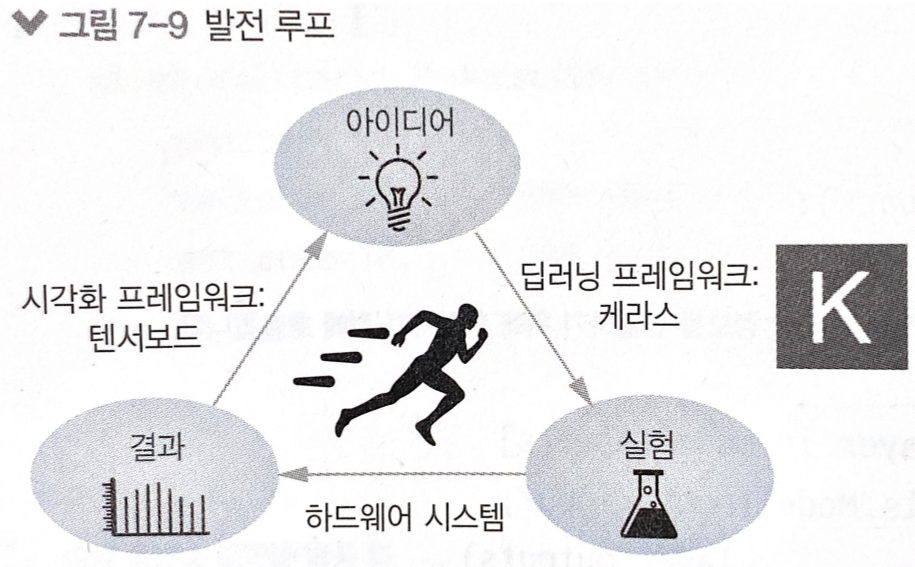 그림 7-9 발전 루프
아이디어
시각화 프레임워크:
텐서보드
딥러닝 프레임워크:
케라스
K
결과
실험
하드웨어 시스템